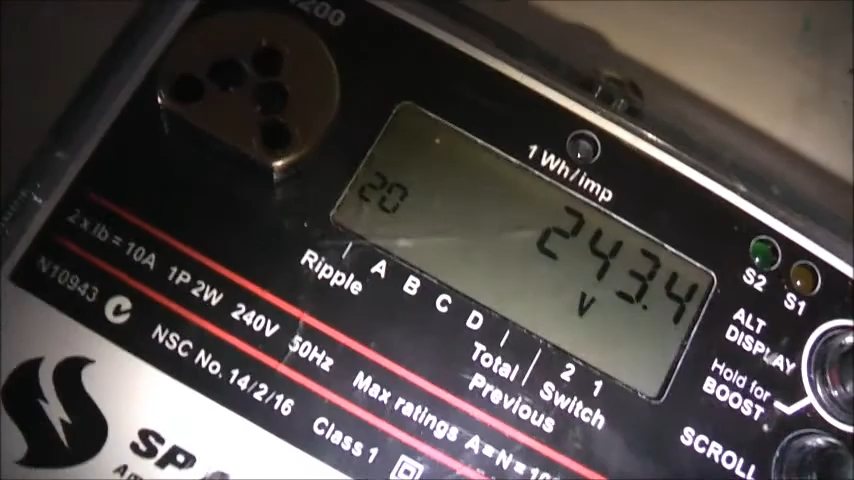 200
1 Wh/imp
20
243.4
V
Ripple
A B C D
Total
Previous
2 1
Switch
S2 S1
ALT
DISPLAY
Hold for
BOOST
SCROLL
2 x Ib = 10A 1P 2W 240V 50Hz Max ratings A=N=10
N10943 NSC No. 14/2/16 Class 1